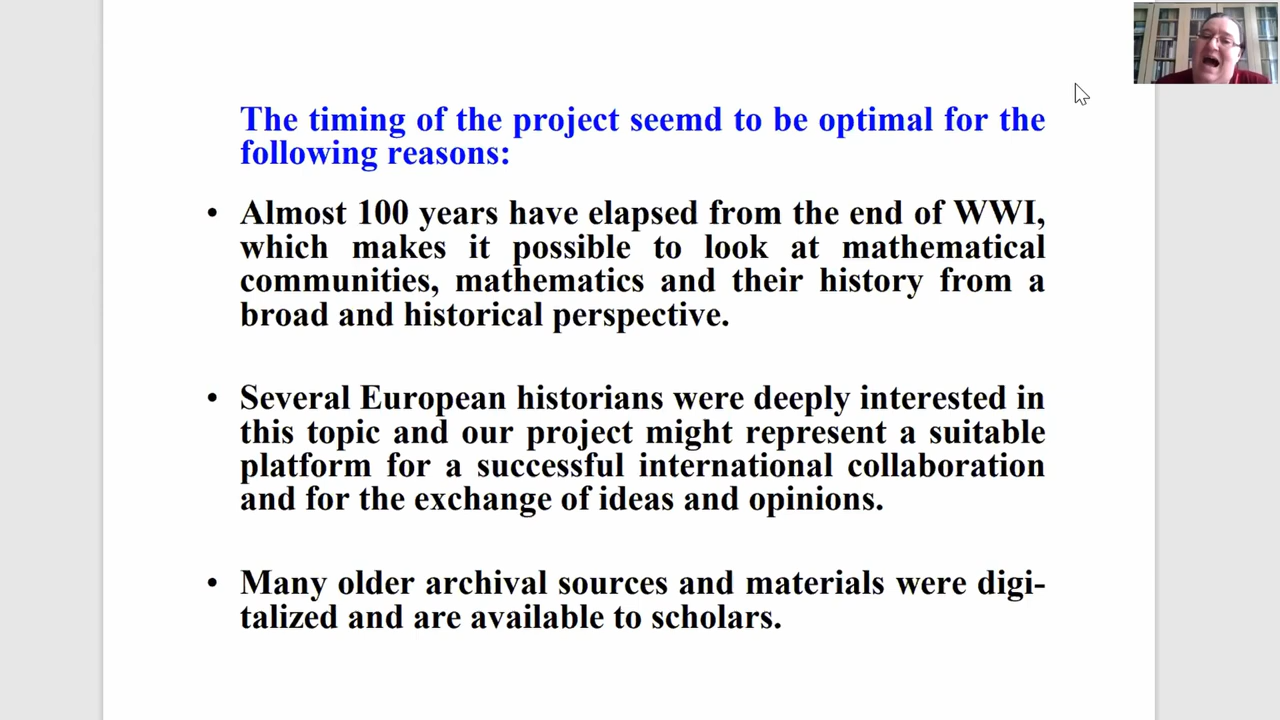 The timing of the project seemd to be optimal for the
following reasons:
• Almost 100 years have elapsed from the end of WWI,
which makes it possible to look at mathematical
communities, mathematics and their history from a
broad and historical perspective.
• Several European historians were deeply interested in
this topic and our project might represent a suitable
platform for a successful international collaboration
and for the exchange of ideas and opinions.
• Many older archival sources and materials were digi-
talized and are available to scholars.